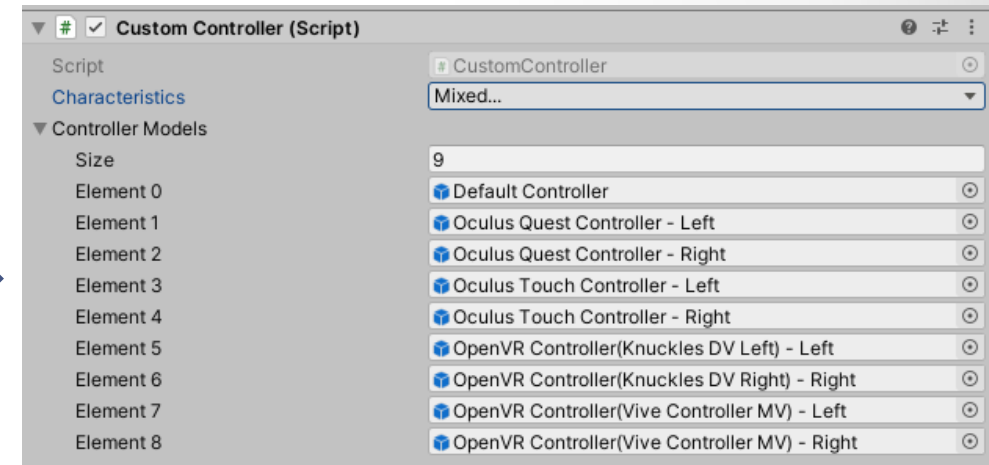 Custom Controller (Script)
Script CustomController
Characteristics Mixed...
Controller Models
Size 9
Element 0 Default Controller
Element 1 Oculus Quest Controller - Left
Element 2 Oculus Quest Controller - Right
Element 3 Oculus Touch Controller - Left
Element 4 Oculus Touch Controller - Right
Element 5 OpenVR Controller(Knuckles DV Left) - Left
Element 6 OpenVR Controller(Knuckles DV Right) - Right
Element 7 OpenVR Controller(Vive Controller MV) - Left
Element 8 OpenVR Controller(Vive Controller MV) - Right